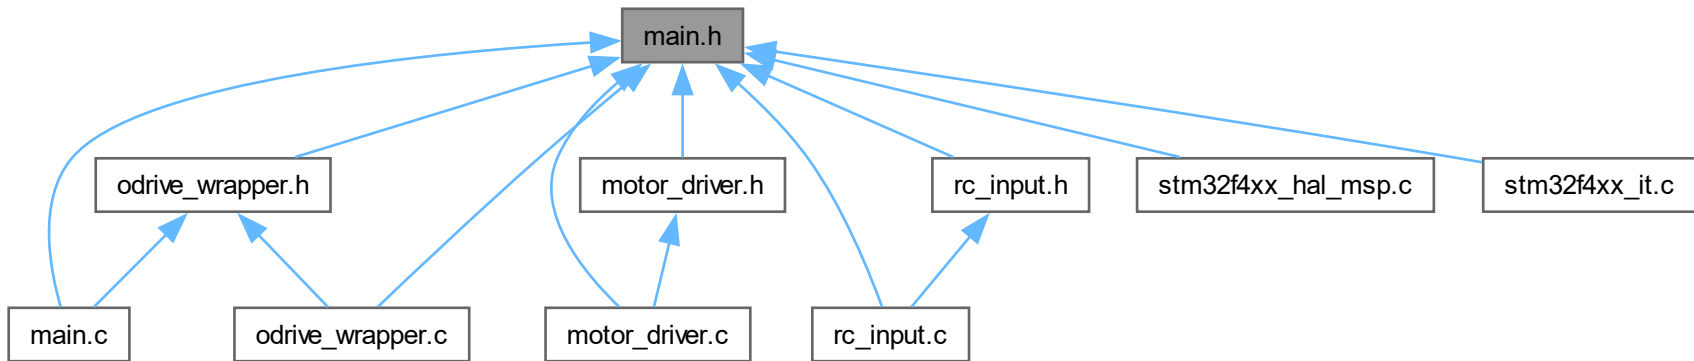 main.h
odrive_wrapper.h
motor_driver.h
rc_input.h
stm32f4xx_hal_msp.c
stm32f4xx_it.c
main.c
odrive_wrapper.c
motor_driver.c
rc_input.c